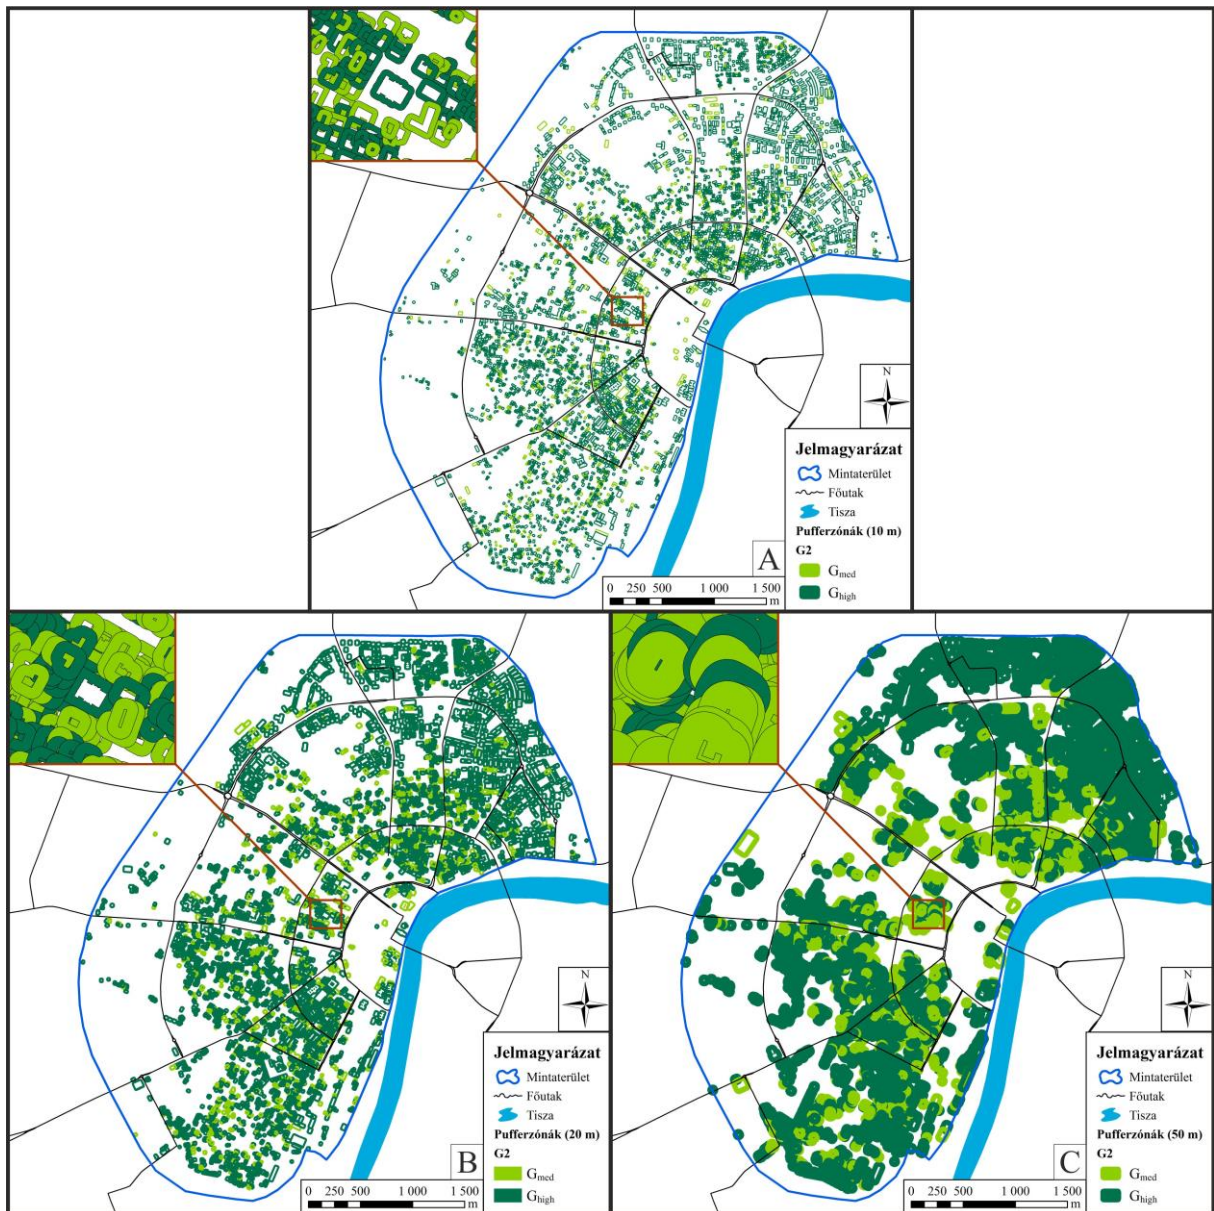 N
Jelmagyarázat
Mintaterület
Főutak
Tisza
Pufferzónák (10 m)
G2
Gmed
Ghigh
A
0 250 500 1 000 1 500
m
N
Jelmagyarázat
Mintaterület
Főutak
Tisza
Pufferzónák (20 m)
G2
Gmed
Ghigh
B
0 250 500 1 000 1 500
m
N
Jelmagyarázat
Mintaterület
Főutak
Tisza
Pufferzónák (50 m)
G2
Gmed
Ghigh
C
0 250 500 1 000 1 500
m